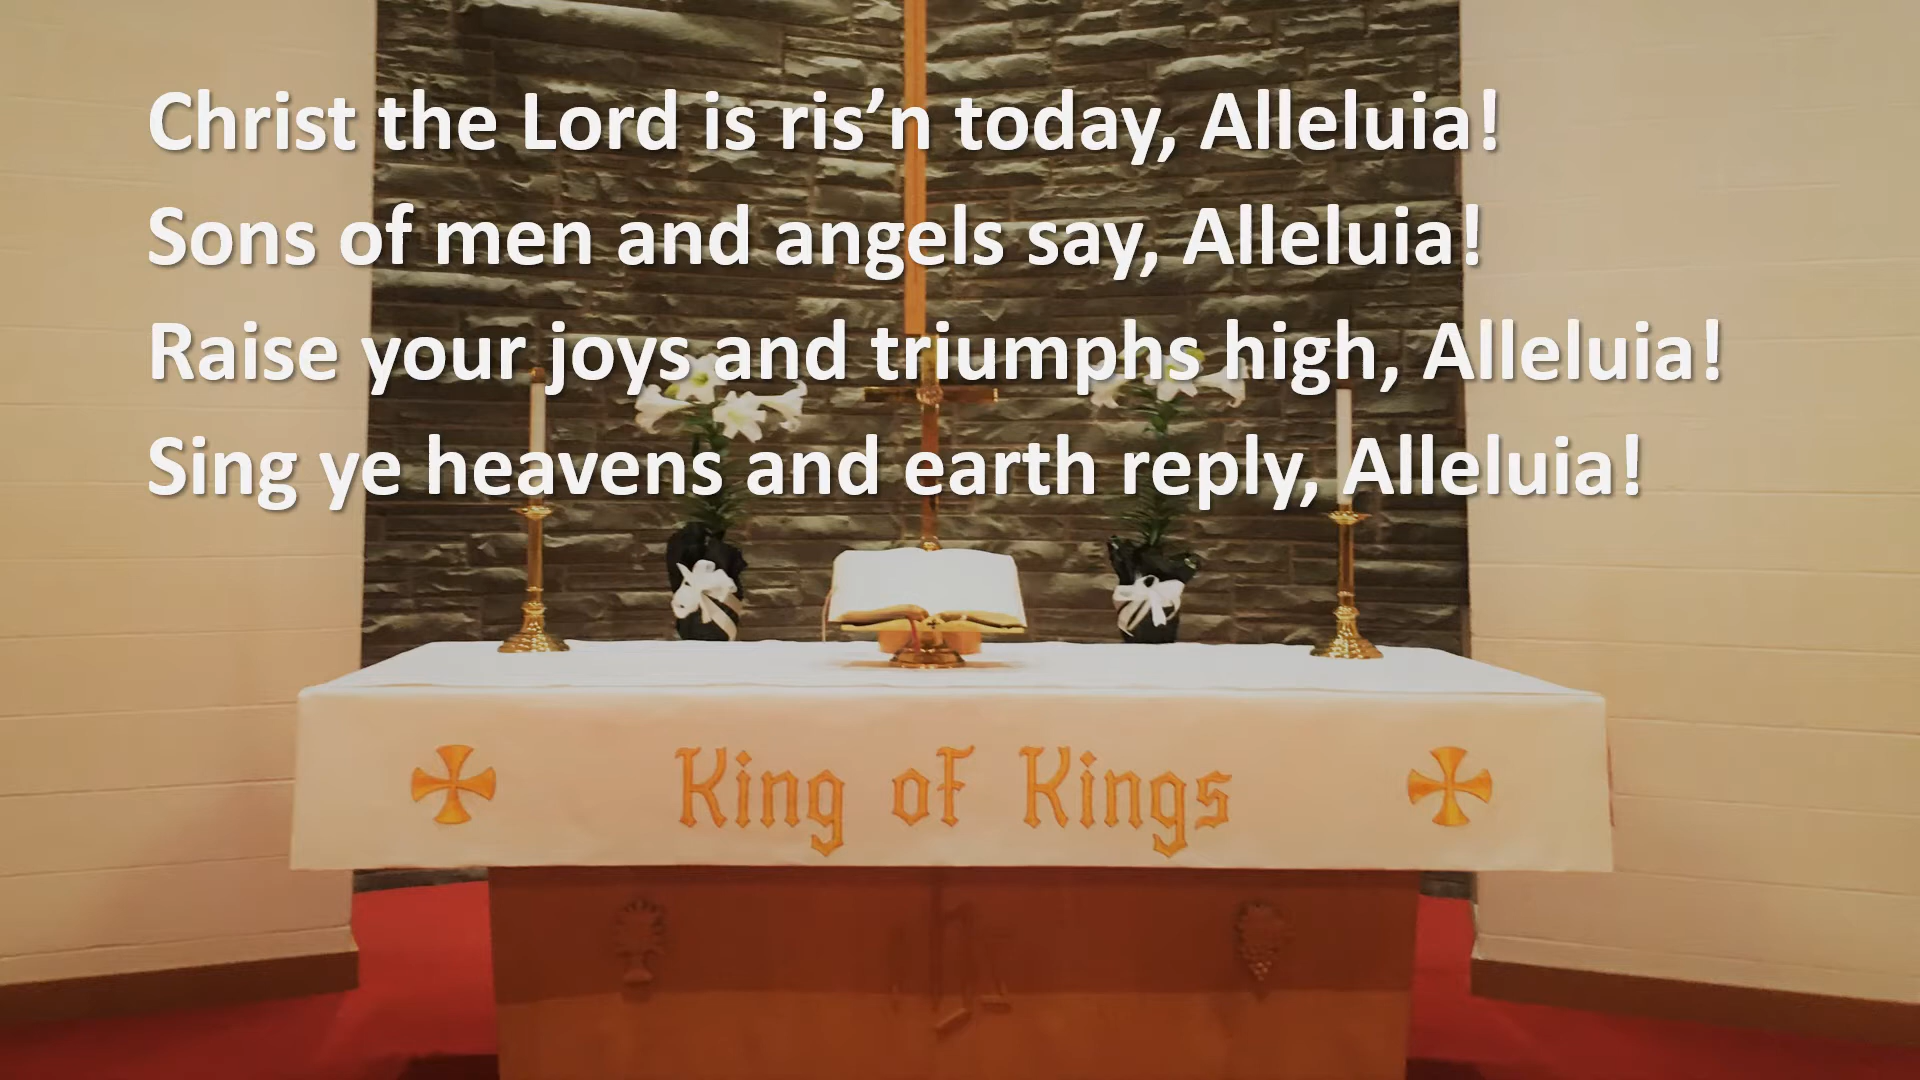 Christ the Lord is ris’n today, Alleluia!
Sons of men and angels say, Alleluia!
Raise your joys and triumphs high, Alleluia!
Sing ye heavens and earth reply, Alleluia!
King of Kings